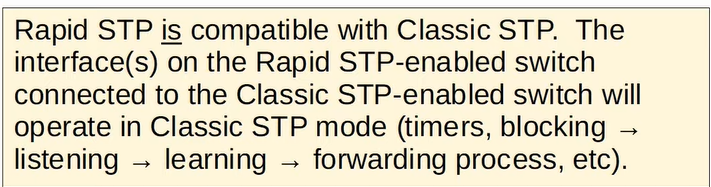 Rapid STP is compatible with Classic STP.  The
interface(s) on the Rapid STP-enabled switch
connected to the Classic STP-enabled switch will
operate in Classic STP mode (timers, blocking →
listening → learning → forwarding process, etc).